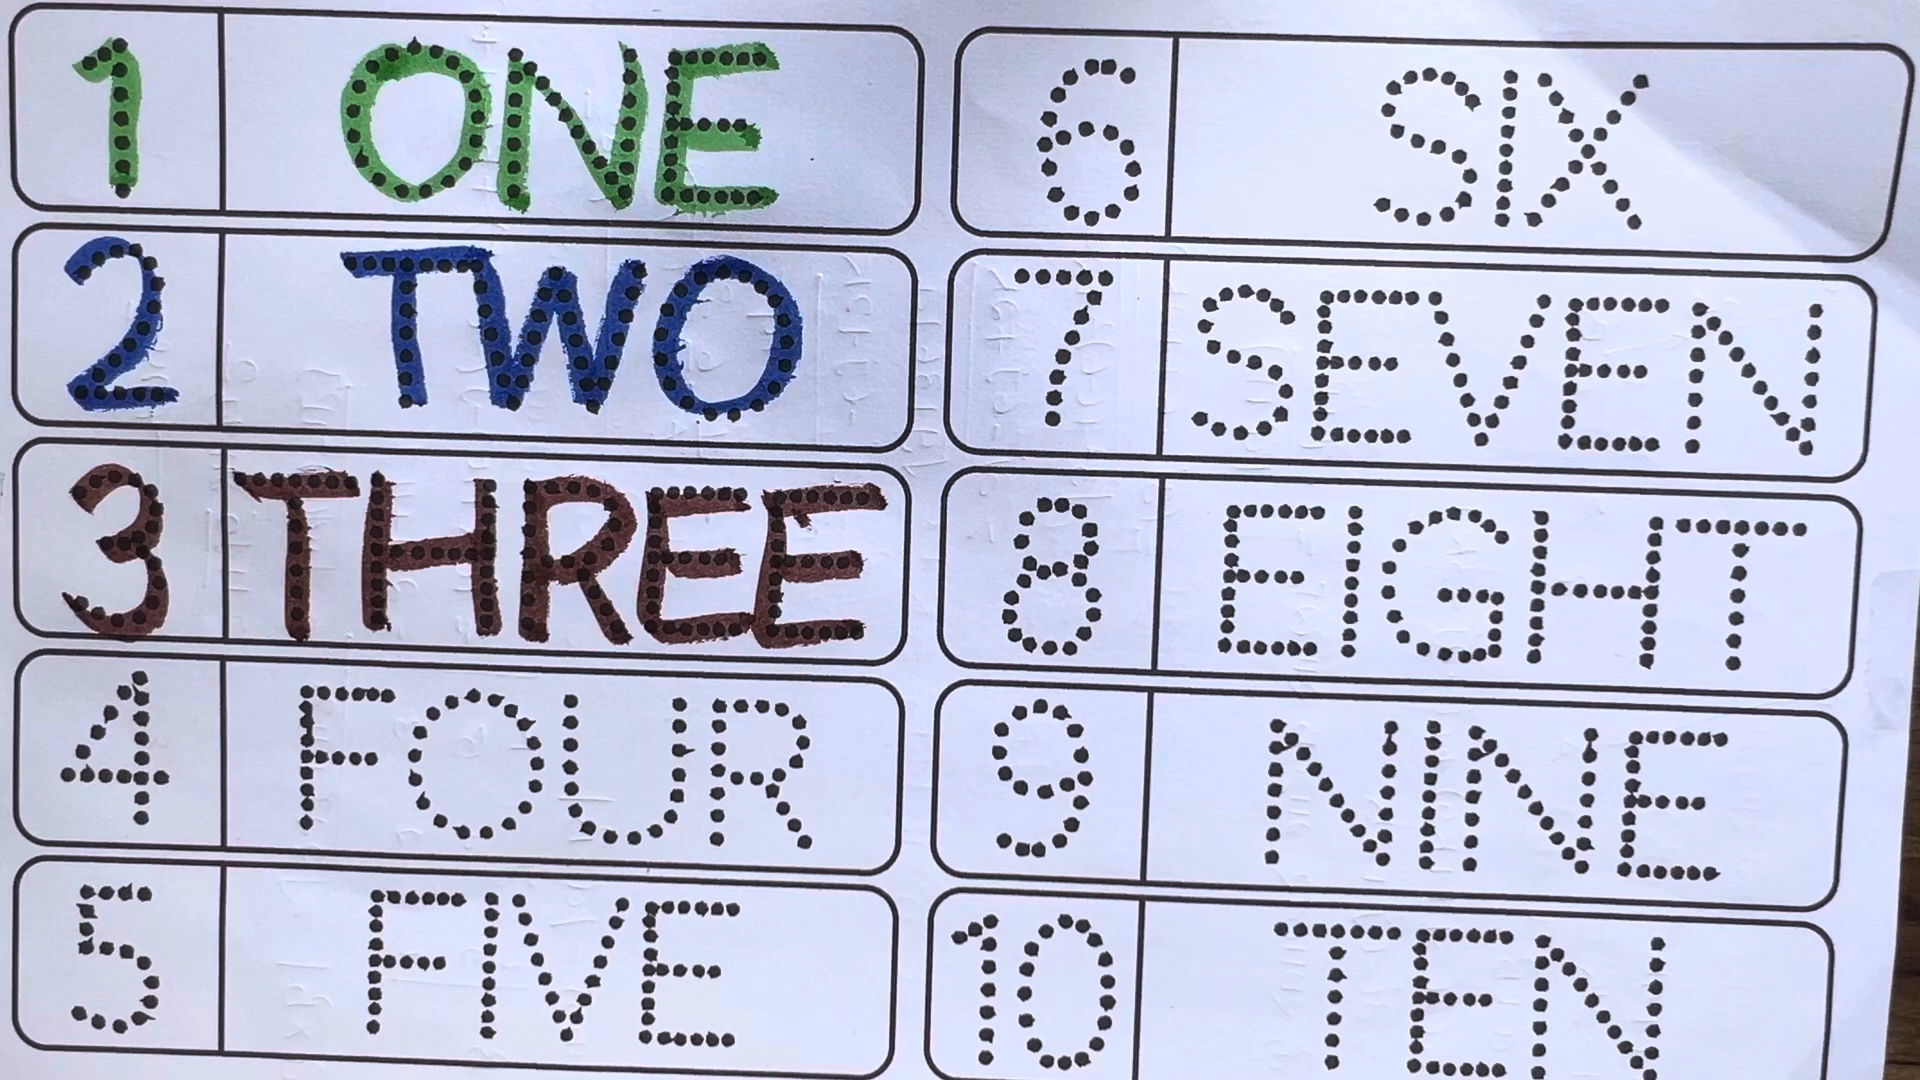 1 ONE
2 TWO
3 THREE
4 FOUR
5 FIVE
6 SIX
7 SEVEN
8 EIGHT
9 NINE
10 TEN